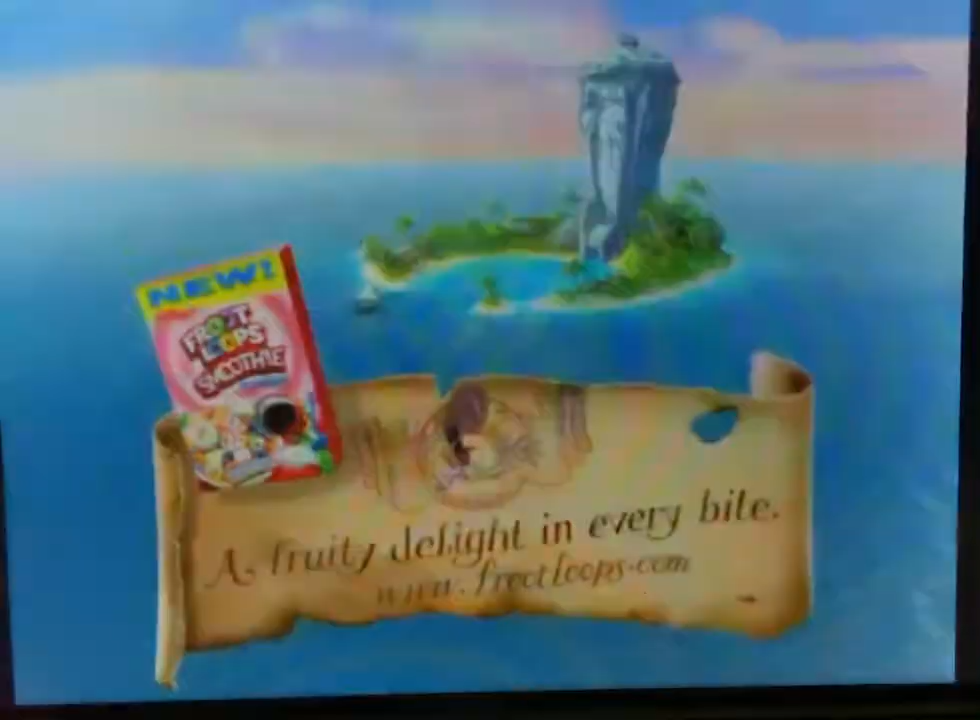 NEW!
FROOT
LOOPS
SMOOTHIE
A fruity delight in every bite.
www.frootloops.com